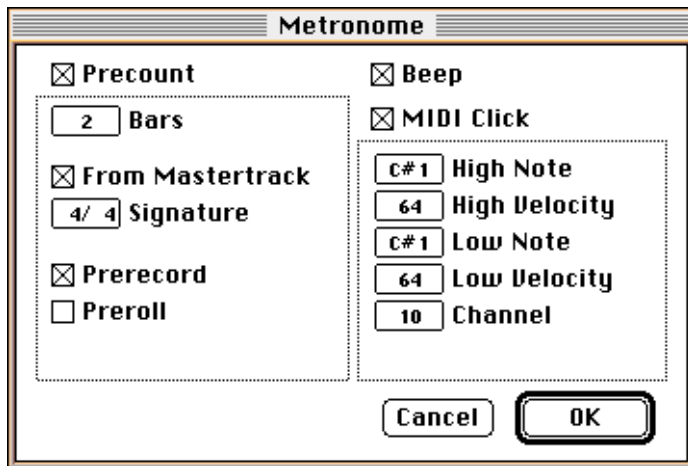 Metronome
Precount
2 Bars
From Mastertrack
4/ 4 Signature
Prerecord
Preroll
Beep
MIDI Click
C#1 High Note
64 High Velocity
C#1 Low Note
64 Low Velocity
10 Channel
Cancel
OK